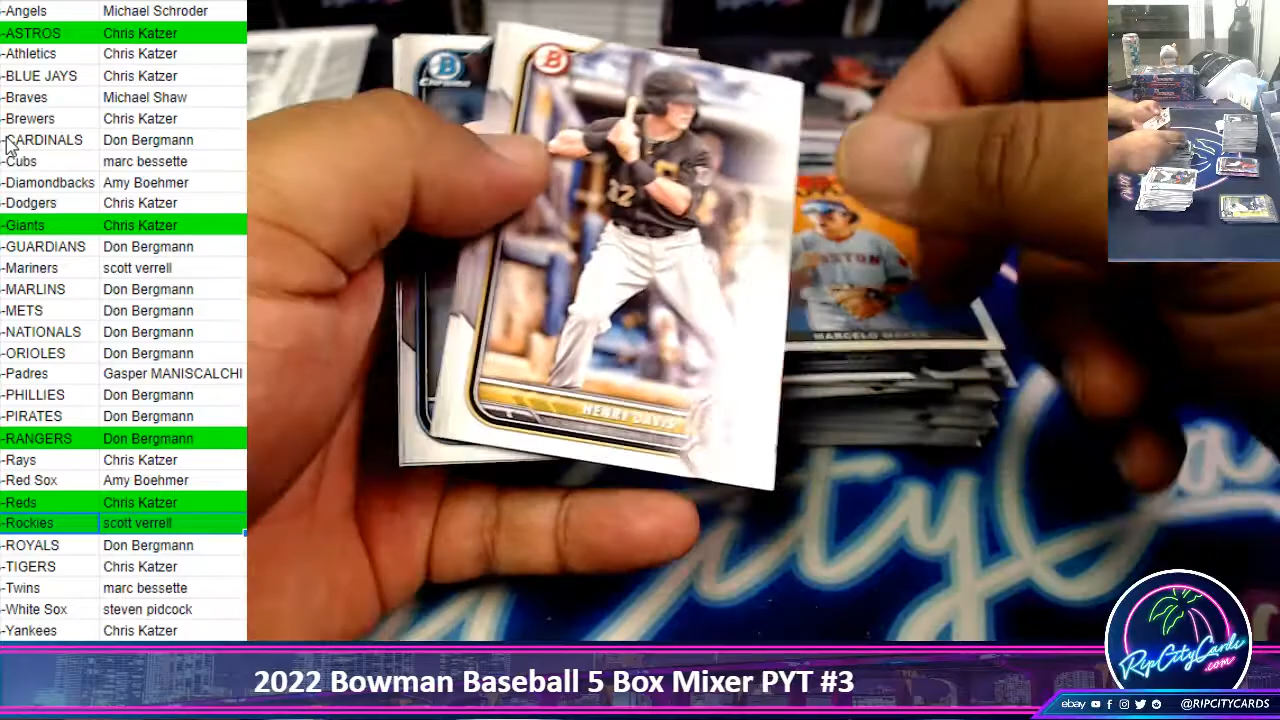 -Angels Michael Schroder
-ASTROS Chris Katzer
-Athletics Chris Katzer
-BLUE JAYS Chris Katzer
-Braves Michael Shaw
-Brewers Chris Katzer
-CARDINALS Don Bergmann
-Cubs marc bessette
-Diamondbacks Amy Boehmer
-Dodgers Chris Katzer
-Giants Chris Katzer
-GUARDIANS Don Bergmann
-Mariners scott verrell
-MARLINS Don Bergmann
-METS Don Bergmann
-NATIONALS Don Bergmann
-ORIOLES Don Bergmann
-Padres Gasper MANISCALCHI
-PHILLIES Don Bergmann
-PIRATES Don Bergmann
-RANGERS Don Bergmann
-Rays Chris Katzer
-Red Sox Amy Boehmer
-Reds Chris Katzer
-Rockies scott verrell
-ROYALS Don Bergmann
-TIGERS Chris Katzer
-Twins marc bessette
-White Sox steven pidcock
-Yankees Chris Katzer
B
Chrome
B
32
HENRY DAVIS
MARCELO MAYER
RipCityCards
.com
2022 Bowman Baseball 5 Box Mixer PYT #3
ebay @RIPCITYCARDS